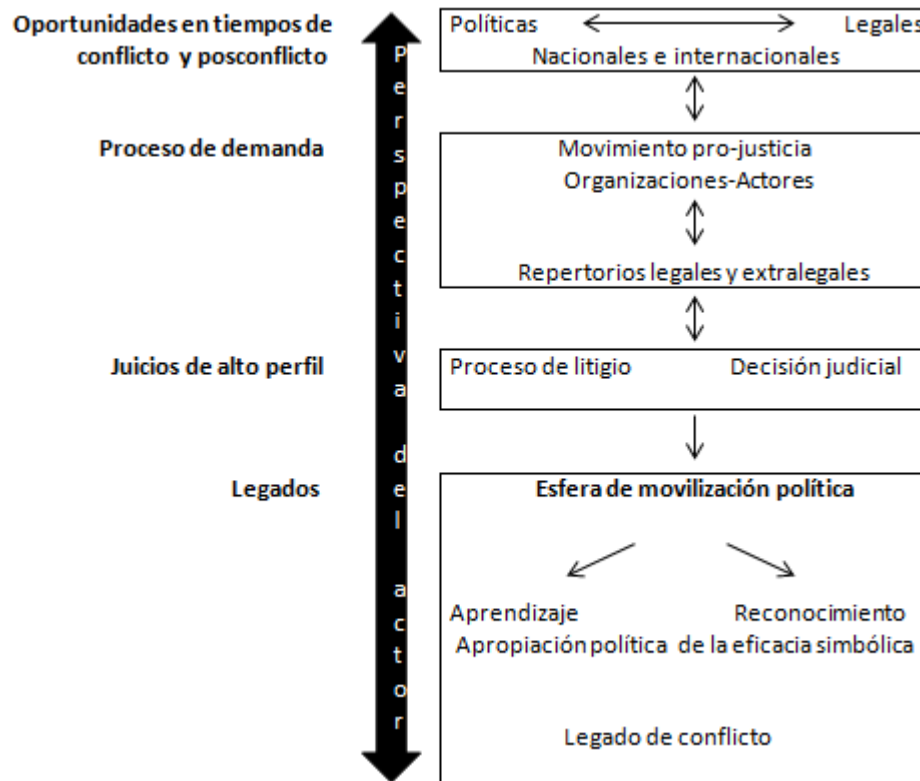 Oportunidades en tiempos de
conflicto y posconflicto
Políticas Legales
Nacionales e internacionales
Proceso de demanda
Movimiento pro-justicia
Organizaciones-Actores
Repertorios legales y extralegales
Juicios de alto perfil
Proceso de litigio Decisión judicial
Legados
Esfera de movilización política
Aprendizaje Reconocimiento
Apropiación política de la eficacia simbólica
Legado de conflicto
Perspectiva del actor